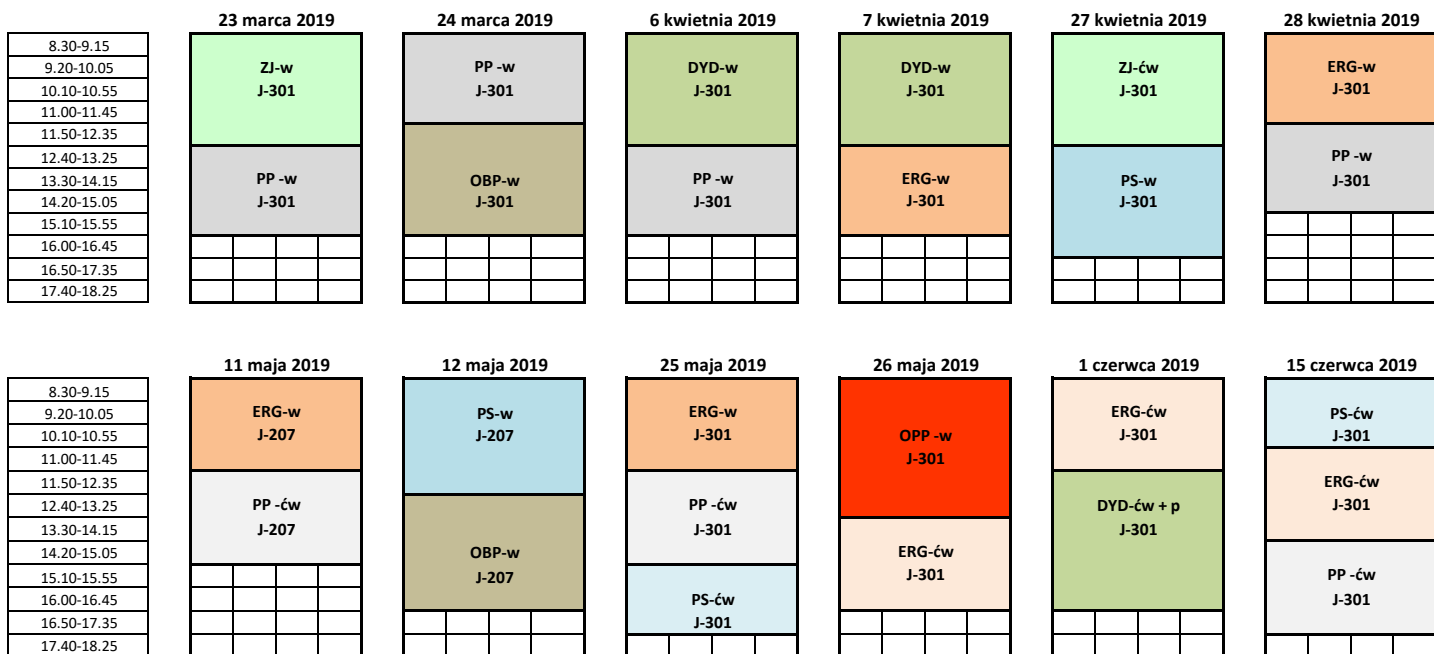 23 marca 2019 24 marca 2019 6 kwietnia 2019 7 kwietnia 2019 27 kwietnia 2019 28 kwietnia 2019
8.30-9.15
9.20-10.05 ZJ-w PP -w DYD-w DYD-w ZJ-ćw ERG-w
10.10-10.55 J-301 J-301 J-301 J-301 J-301 J-301
11.00-11.45
11.50-12.35
12.40-13.25 PP -w
13.30-14.15 PP -w OBP-w PP -w ERG-w PS-w J-301
14.20-15.05 J-301 J-301 J-301 J-301 J-301
15.10-15.55
16.00-16.45
16.50-17.35
17.40-18.25
11 maja 2019 12 maja 2019 25 maja 2019 26 maja 2019 1 czerwca 2019 15 czerwca 2019
8.30-9.15
9.20-10.05 ERG-w PS-w ERG-w ERG-ćw PS-ćw
10.10-10.55 J-207 J-207 J-301 OPP -w J-301 J-301
11.00-11.45 J-301
11.50-12.35 ERG-ćw
12.40-13.25 PP -ćw PP -ćw DYD-ćw + p J-301
13.30-14.15 J-207 J-301 J-301
14.20-15.05 OBP-w ERG-ćw
15.10-15.55 J-207 J-301 PP -ćw
16.00-16.45 PS-ćw J-301
16.50-17.35 J-301
17.40-18.25